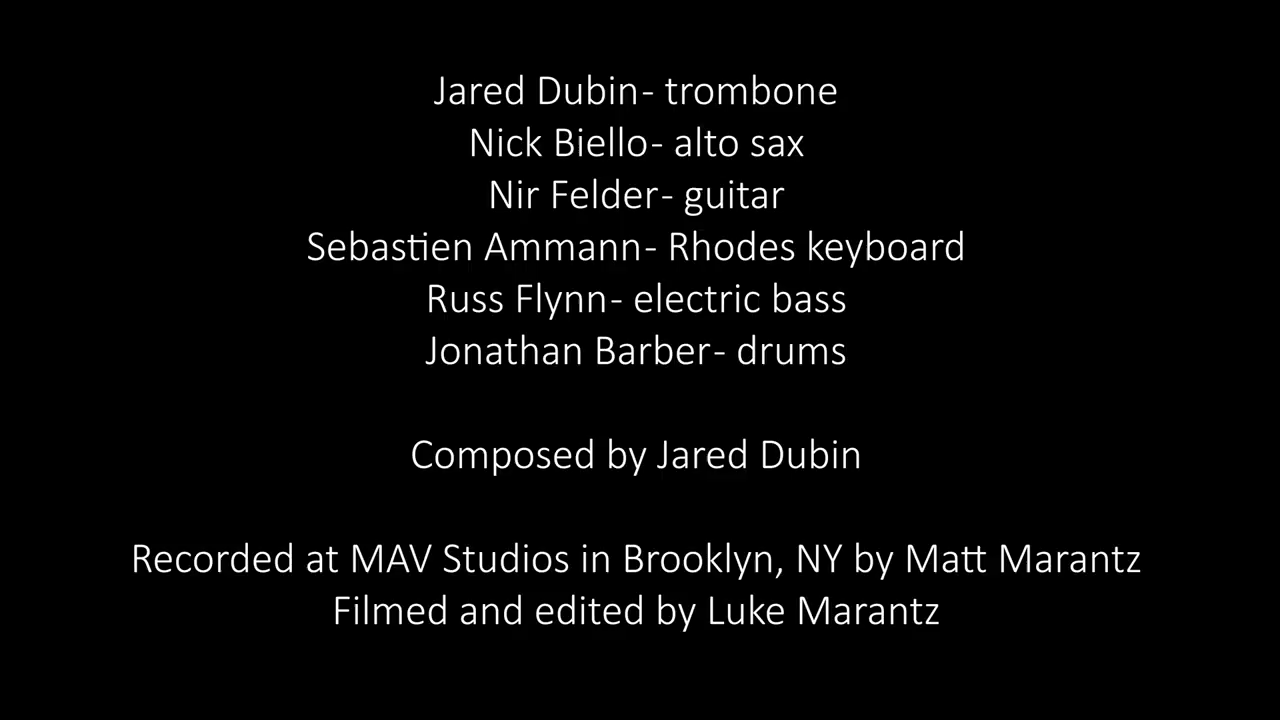 Jared Dubin- trombone
Nick Biello- alto sax
Nir Felder- guitar
Sebastien Ammann- Rhodes keyboard
Russ Flynn- electric bass
Jonathan Barber- drums
Composed by Jared Dubin
Recorded at MAV Studios in Brooklyn, NY by Matt Marantz
Filmed and edited by Luke Marantz